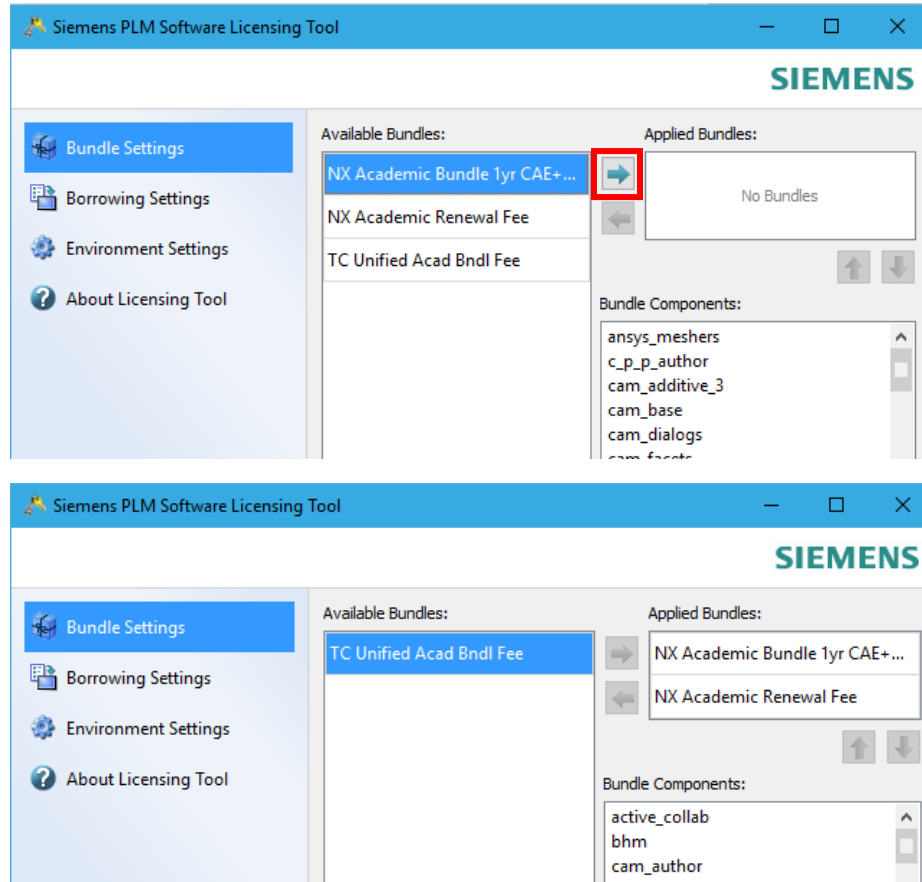 Siemens PLM Software Licensing Tool
SIEMENS
Bundle Settings
Borrowing Settings
Environment Settings
About Licensing Tool
Available Bundles:
NX Academic Bundle 1yr CAE+...
NX Academic Renewal Fee
TC Unified Acad Bndl Fee
Applied Bundles:
No Bundles
Bundle Components:
ansys_meshers
c_p_p_author
cam_additive_3
cam_base
cam_dialogs
cam_facets
Siemens PLM Software Licensing Tool
SIEMENS
Bundle Settings
Borrowing Settings
Environment Settings
About Licensing Tool
Available Bundles:
TC Unified Acad Bndl Fee
Applied Bundles:
NX Academic Bundle 1yr CAE+...
NX Academic Renewal Fee
Bundle Components:
active_collab
bhm
cam_author